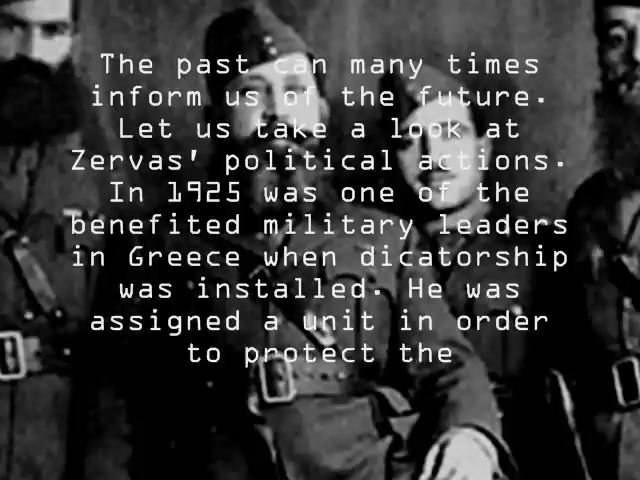 The past can many times
inform us of the future.
Let us take a look at
Zervas' political actions.
In 1925 was one of the
benefited military leaders
in Greece when dicatorship
was installed. He was
assigned a unit in order
to protect the